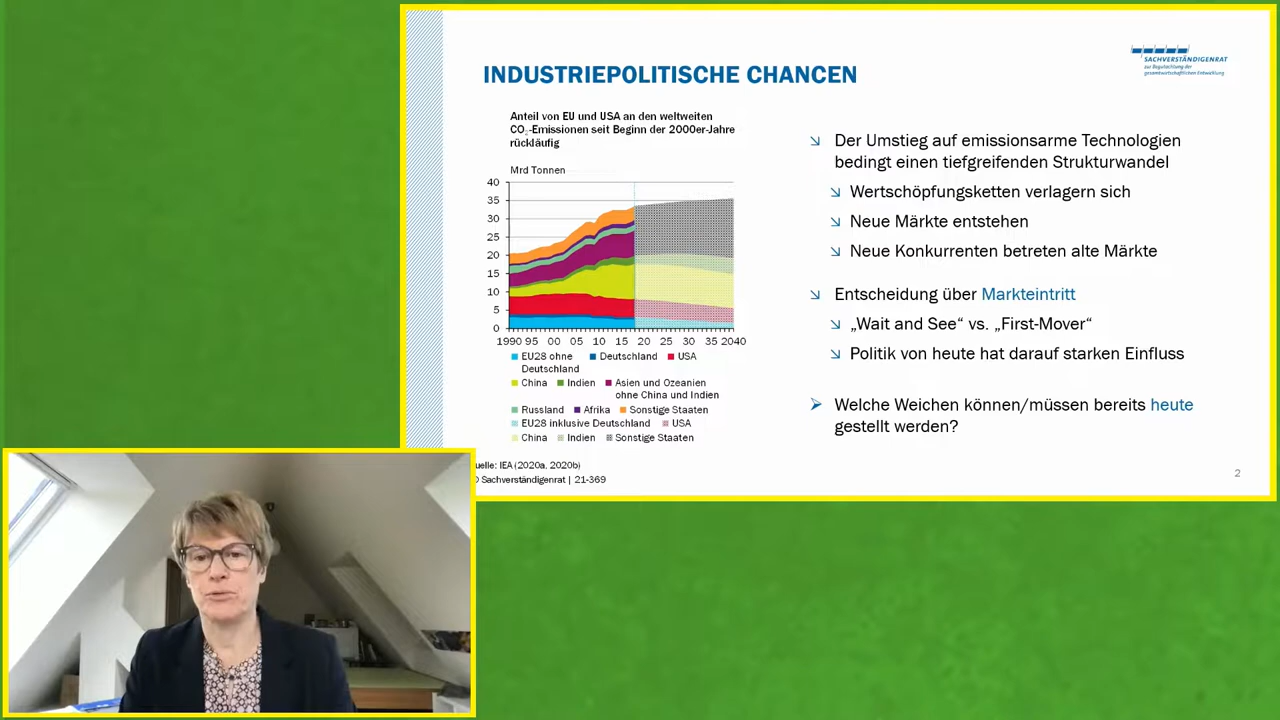 INDUSTRIEPOLITISCHE CHANCEN
SACHVERSTÄNDIGENRAT
zur Begutachtung der
gesamtwirtschaftlichen Entwicklung
Anteil von EU und USA an den weltweiten
CO₂-Emissionen seit Beginn der 2000er-Jahre
rückläufig
Mrd Tonnen
40
35
30
25
20
15
10
5
0
1990 95 00 05 10 15 20 25 30 35 2040
EU28 ohne Deutschland USA
Deutschland
China Indien Asien und Ozeanien
ohne China und Indien
Russland Afrika Sonstige Staaten
EU28 inklusive Deutschland USA
China Indien Sonstige Staaten
uelle: IEA (2020a, 2020b)
Sachverständigenrat | 21-369
Der Umstieg auf emissionsarme Technologien
bedingt einen tiefgreifenden Strukturwandel
Wertschöpfungsketten verlagern sich
Neue Märkte entstehen
Neue Konkurrenten betreten alte Märkte
Entscheidung über Markteintritt
„Wait and See“ vs. „First-Mover“
Politik von heute hat darauf starken Einfluss
Welche Weichen können/müssen bereits heute
gestellt werden?
2